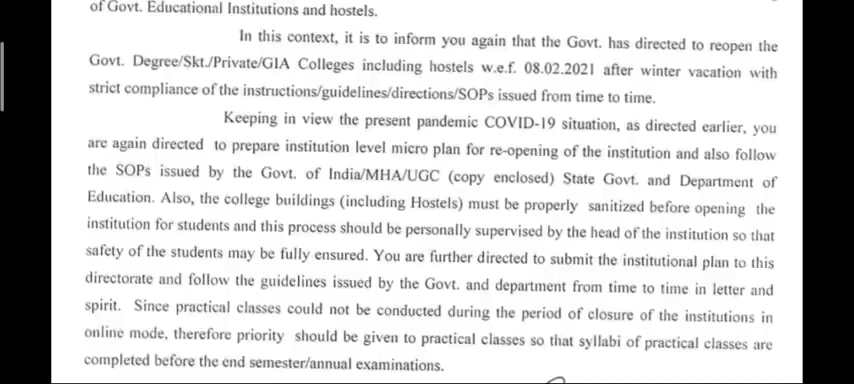 of Govt. Educational Institutions and hostels.
In this context, it is to inform you again that the Govt. has directed to reopen the
Govt. Degree/Skt./Private/GIA Colleges including hostels w.e.f. 08.02.2021 after winter vacation with
strict compliance of the instructions/guidelines/directions/SOPs issued from time to time.
Keeping in view the present pandemic COVID-19 situation, as directed earlier, you
are again directed to prepare institution level micro plan for re-opening of the institution and also follow
the SOPs issued by the Govt. of India/MHA/UGC (copy enclosed) State Govt. and Department of
Education. Also, the college buildings (including Hostels) must be properly sanitized before opening the
institution for students and this process should be personally supervised by the head of the institution so that
safety of the students may be fully ensured. You are further directed to submit the institutional plan to this
directorate and follow the guidelines issued by the Govt. and department from time to time in letter and
spirit. Since practical classes could not be conducted during the period of closure of the institutions in
online mode, therefore priority should be given to practical classes so that syllabi of practical classes are
completed before the end semester/annual examinations.